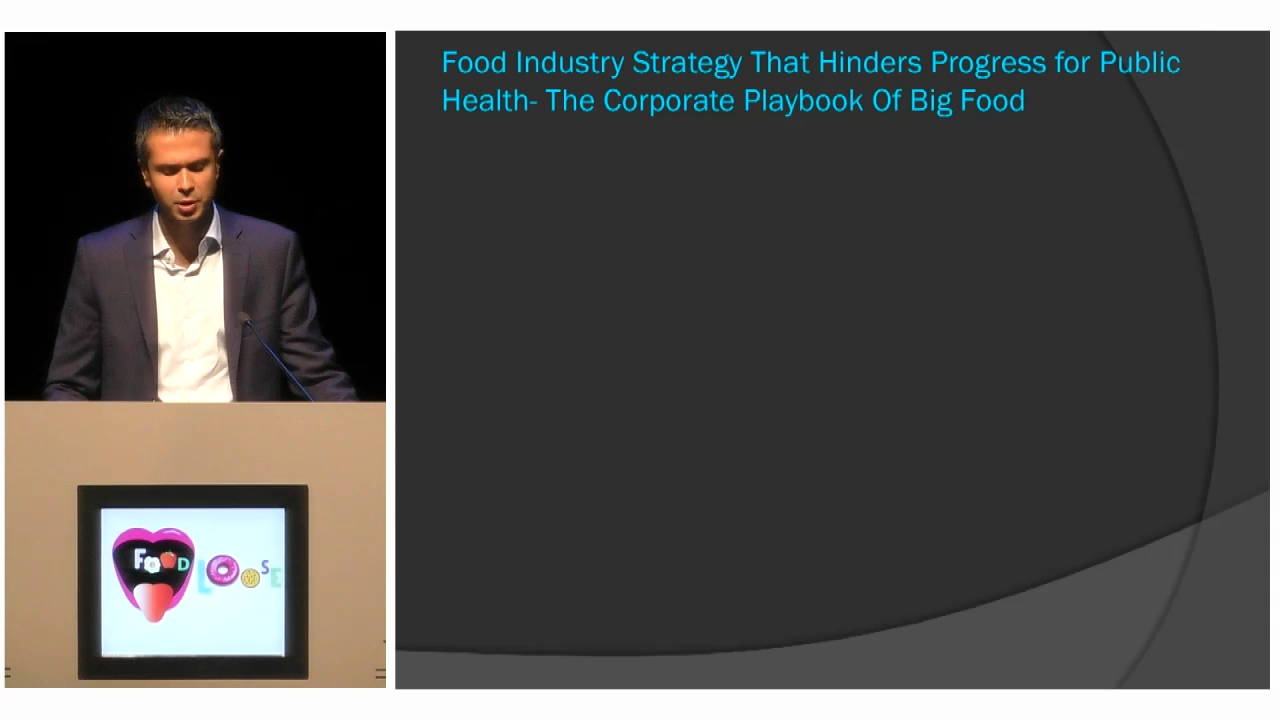 Food Industry Strategy That Hinders Progress for Public
Health- The Corporate Playbook Of Big Food
FOOD
LOOSE